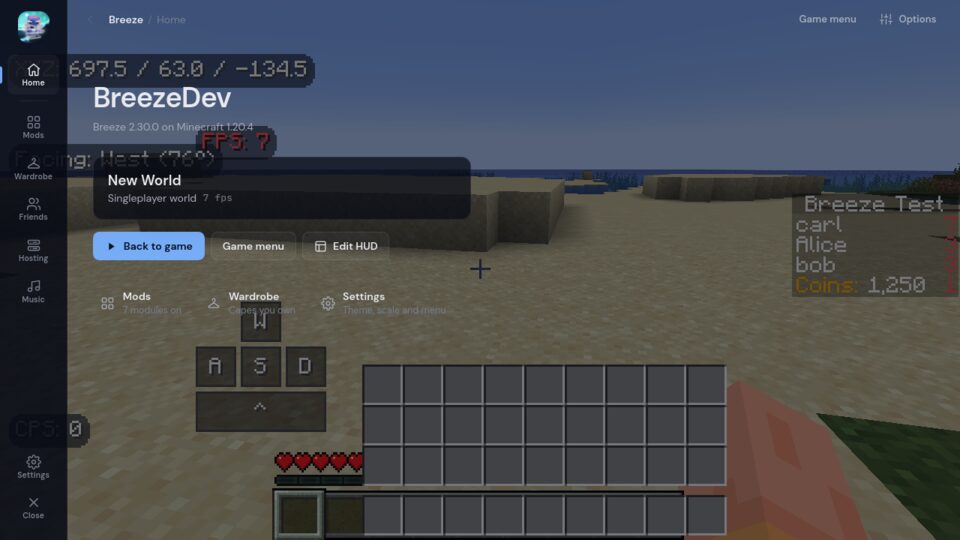 Breeze / Home
Game menu
Options
XYZ: 697.5 / 63.0 / -134.5
Home
BreezeDev
Breeze 2.30.0 on Minecraft 1.20.4
FPS: 7
Mods
Facing: West (76°)
Wardrobe
New World
Singleplayer world 7 fps
Friends
Breeze Test
carl
Alice
bob
Coins: 1,250
Back to game
Game menu
Edit HUD
Hosting
Music
Mods
7 modules on
Wardrobe
Capes you own
Settings
Theme, scale and menu
W
A S D
^
CPS: 0
Settings
Close